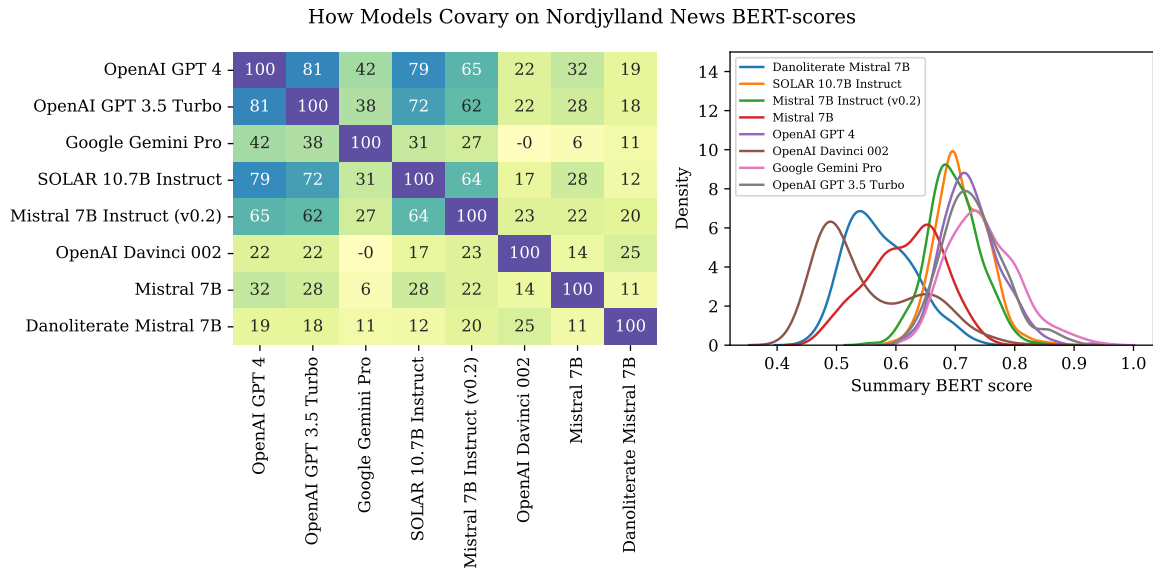 How Models Covary on Nordjylland News BERT-scores
OpenAI GPT 4
100 81 42 79 65 22 32 19
OpenAI GPT 3.5 Turbo
81 100 38 72 62 22 28 18
Google Gemini Pro
42 38 100 31 27 -0 6 11
SOLAR 10.7B Instruct
79 72 31 100 64 17 28 12
Mistral 7B Instruct (v0.2)
65 62 27 64 100 23 22 20
OpenAI Davinci 002
22 22 -0 17 23 100 14 25
Mistral 7B
32 28 6 28 22 14 100 11
Danoliterate Mistral 7B
19 18 11 12 20 25 11 100
OpenAI GPT 4
OpenAI GPT 3.5 Turbo
Google Gemini Pro
SOLAR 10.7B Instruct
Mistral 7B Instruct (v0.2)
OpenAI Davinci 002
Mistral 7B
Danoliterate Mistral 7B
Density
14
12
10
8
6
4
2
0
Danoliterate Mistral 7B
SOLAR 10.7B Instruct
Mistral 7B Instruct (v0.2)
Mistral 7B
OpenAI GPT 4
OpenAI Davinci 002
Google Gemini Pro
OpenAI GPT 3.5 Turbo
0.4 0.5 0.6 0.7 0.8 0.9 1.0
Summary BERT score